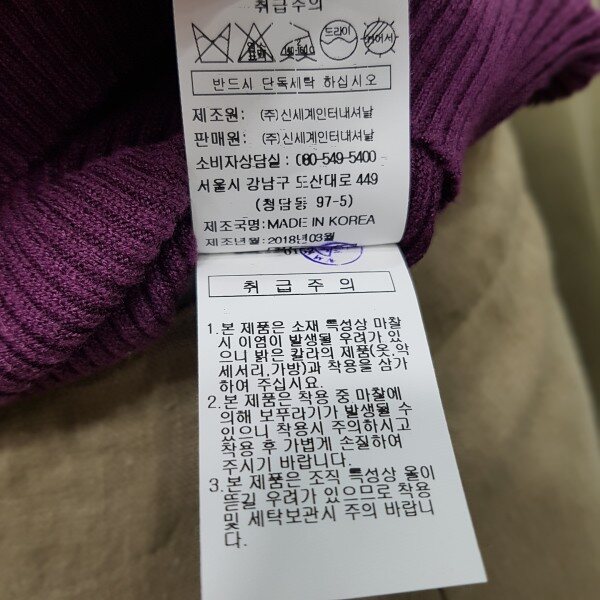 취급주의
드라이
140~160℃
반드시 단독세탁 하십시오
제조원: (주)신세계인터내셔날
판매원: (주)신세계인터내셔날
소비자상담실 : 080-549-5400
서울시 강남구 도산대로 449
(청담동 97-5)
제조국명: MADE IN KOREA
제조년월: 2018년03월
취급주의
1.본 제품은 소재 특성상 마찰
시 이염이 발생될 우려가 있
으니 밝은 칼라의 제품(옷,악
세서리,가방)과 착용을 삼가
하여 주십시요.
2.본 제품은 착용 중 마찰에
의해 보푸라기가 발생될 수
있으니 착용시 주의하시고
착용 후 가볍게 손질하여
주시기 바랍니다.
3.본 제품은 조직 특성상 올이
뜯길 우려가 있으므로 착용
및 세탁보관시 주의 바랍니
다.